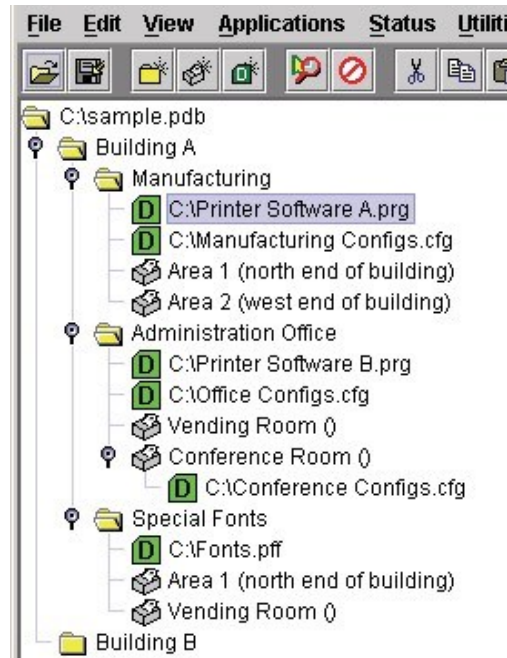 File Edit View Applications Status Utiliti
C:\sample.pdb
Building A
Manufacturing
D C:\Printer Software A.prg
D C:\Manufacturing Configs.cfg
Area 1 (north end of building)
Area 2 (west end of building)
Administration Office
D C:\Printer Software B.prg
D C:\Office Configs.cfg
Vending Room ()
Conference Room ()
D C:\Conference Configs.cfg
Special Fonts
D C:\Fonts.pff
Area 1 (north end of building)
Vending Room ()
Building B